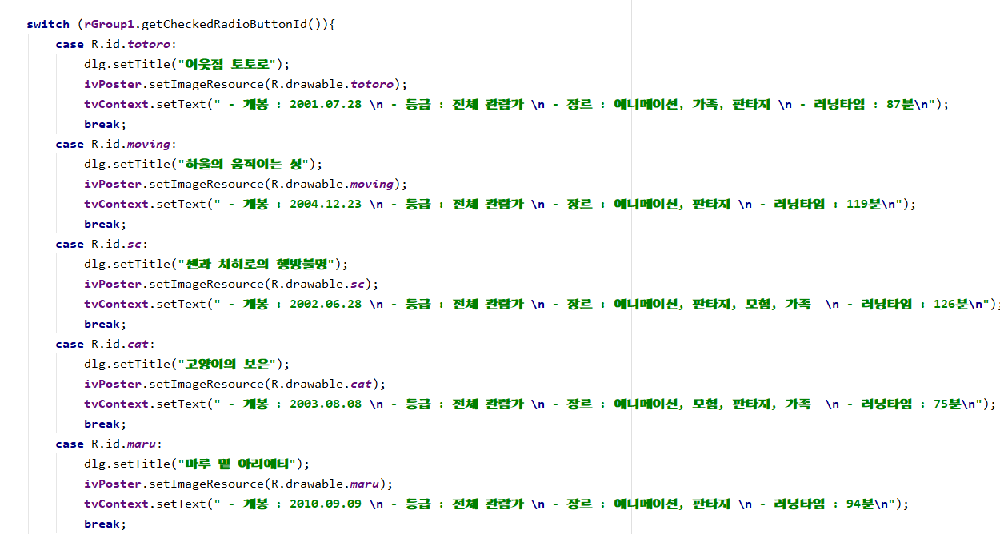 switch (rGroup1.getCheckedRadioButtonId()){
case R.id.totoro:
dlg.setTitle("이웃집 토토로");
ivPoster.setImageResource(R.drawable.totoro);
tvContext.setText(" - 개봉 : 2001.07.28 \n - 등급 : 전체 관람가 \n - 장르 : 애니메이션, 가족, 판타지 \n - 러닝타임 : 87분\n");
break;
case R.id.moving:
dlg.setTitle("하울의 움직이는 성");
ivPoster.setImageResource(R.drawable.moving);
tvContext.setText(" - 개봉 : 2004.12.23 \n - 등급 : 전체 관람가 \n - 장르 : 애니메이션, 판타지 \n - 러닝타임 : 119분\n");
break;
case R.id.sc:
dlg.setTitle("센과 치히로의 행방불명");
ivPoster.setImageResource(R.drawable.sc);
tvContext.setText(" - 개봉 : 2002.06.28 \n - 등급 : 전체 관람가 \n - 장르 : 애니메이션, 판타지, 모험, 가족  \n - 러닝타임 : 126분\n");
break;
case R.id.cat:
dlg.setTitle("고양이의 보은");
ivPoster.setImageResource(R.drawable.cat);
tvContext.setText(" - 개봉 : 2003.08.08 \n - 등급 : 전체 관람가 \n - 장르 : 애니메이션, 모험, 판타지, 가족  \n - 러닝타임 : 75분\n");
break;
case R.id.maru:
dlg.setTitle("마루 밑 아리에티");
ivPoster.setImageResource(R.drawable.maru);
tvContext.setText(" - 개봉 : 2010.09.09 \n - 등급 : 전체 관람가 \n - 장르 : 애니메이션, 판타지 \n - 러닝타임 : 94분\n");
break;